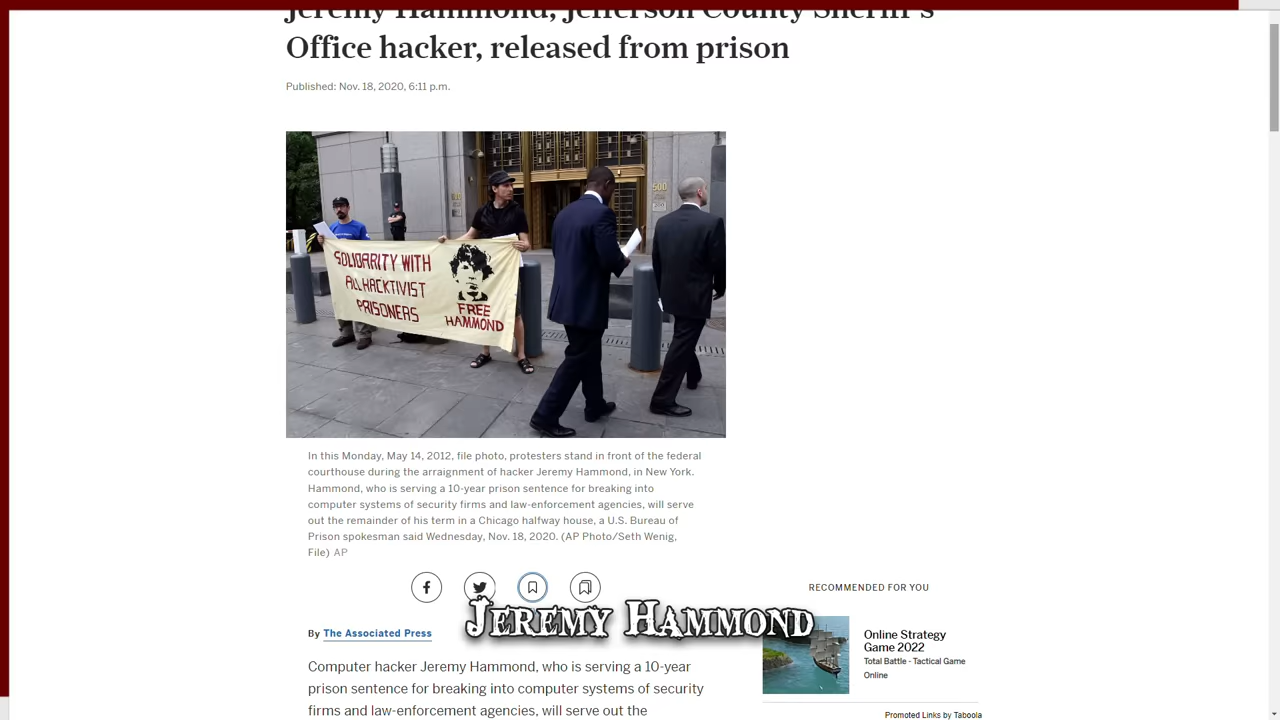 Jeremy Hammond, Jefferson County Sheriff's
Office hacker, released from prison
Published: Nov. 18, 2020, 6:11 p.m.
500
SOLIDARITY WITH
ALL HACKTIVIST
PRISONERS
FREE
HAMMOND
In this Monday, May 14, 2012, file photo, protesters stand in front of the federal
courthouse during the arraignment of hacker Jeremy Hammond, in New York.
Hammond, who is serving a 10-year prison sentence for breaking into
computer systems of security firms and law-enforcement agencies, will serve
out the remainder of his term in a Chicago halfway house, a U.S. Bureau of
Prison spokesman said Wednesday, Nov. 18, 2020. (AP Photo/Seth Wenig,
File) AP
RECOMMENDED FOR YOU
Jeremy Hammond
By The Associated Press
Online Strategy
Game 2022
Total Battle - Tactical Game
Online
Computer hacker Jeremy Hammond, who is serving a 10-year
prison sentence for breaking into computer systems of security
firms and law-enforcement agencies, will serve out the
Promoted Links by Taboola